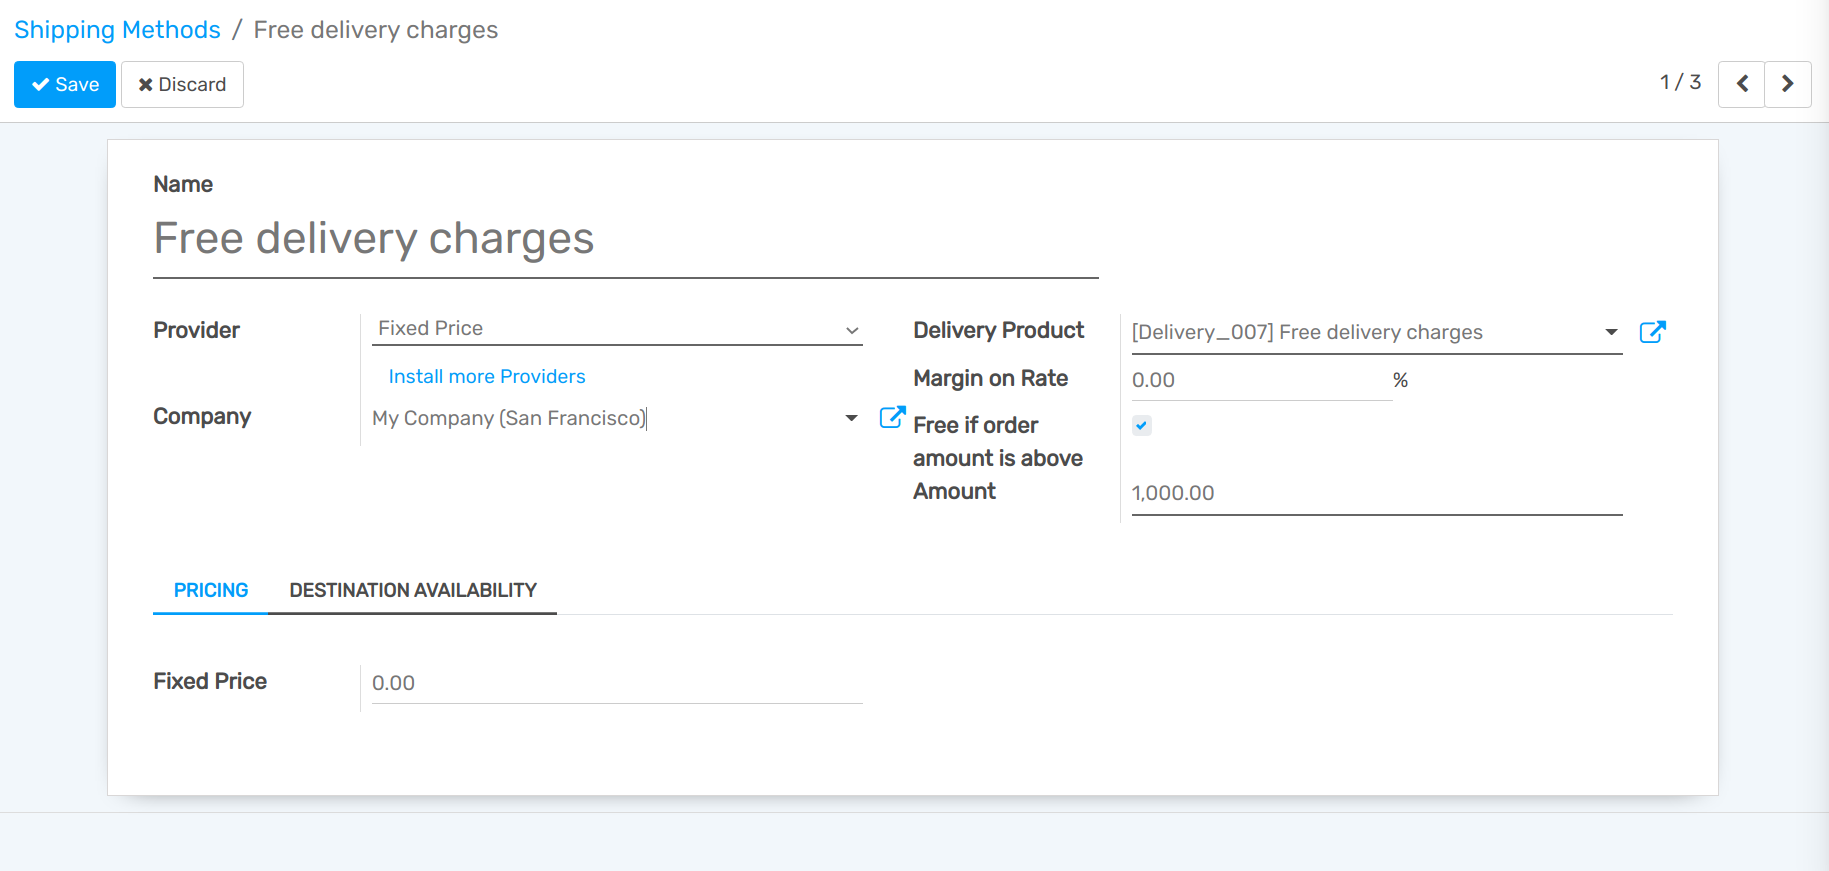 Shipping Methods / Free delivery charges
Save Discard 1 / 3
Name
Free delivery charges
Provider Fixed Price
Install more Providers
Company My Company (San Francisco)
Delivery Product [Delivery_007] Free delivery charges
Margin on Rate 0.00 %
Free if order
amount is above
Amount 1,000.00
PRICING DESTINATION AVAILABILITY
Fixed Price 0.00